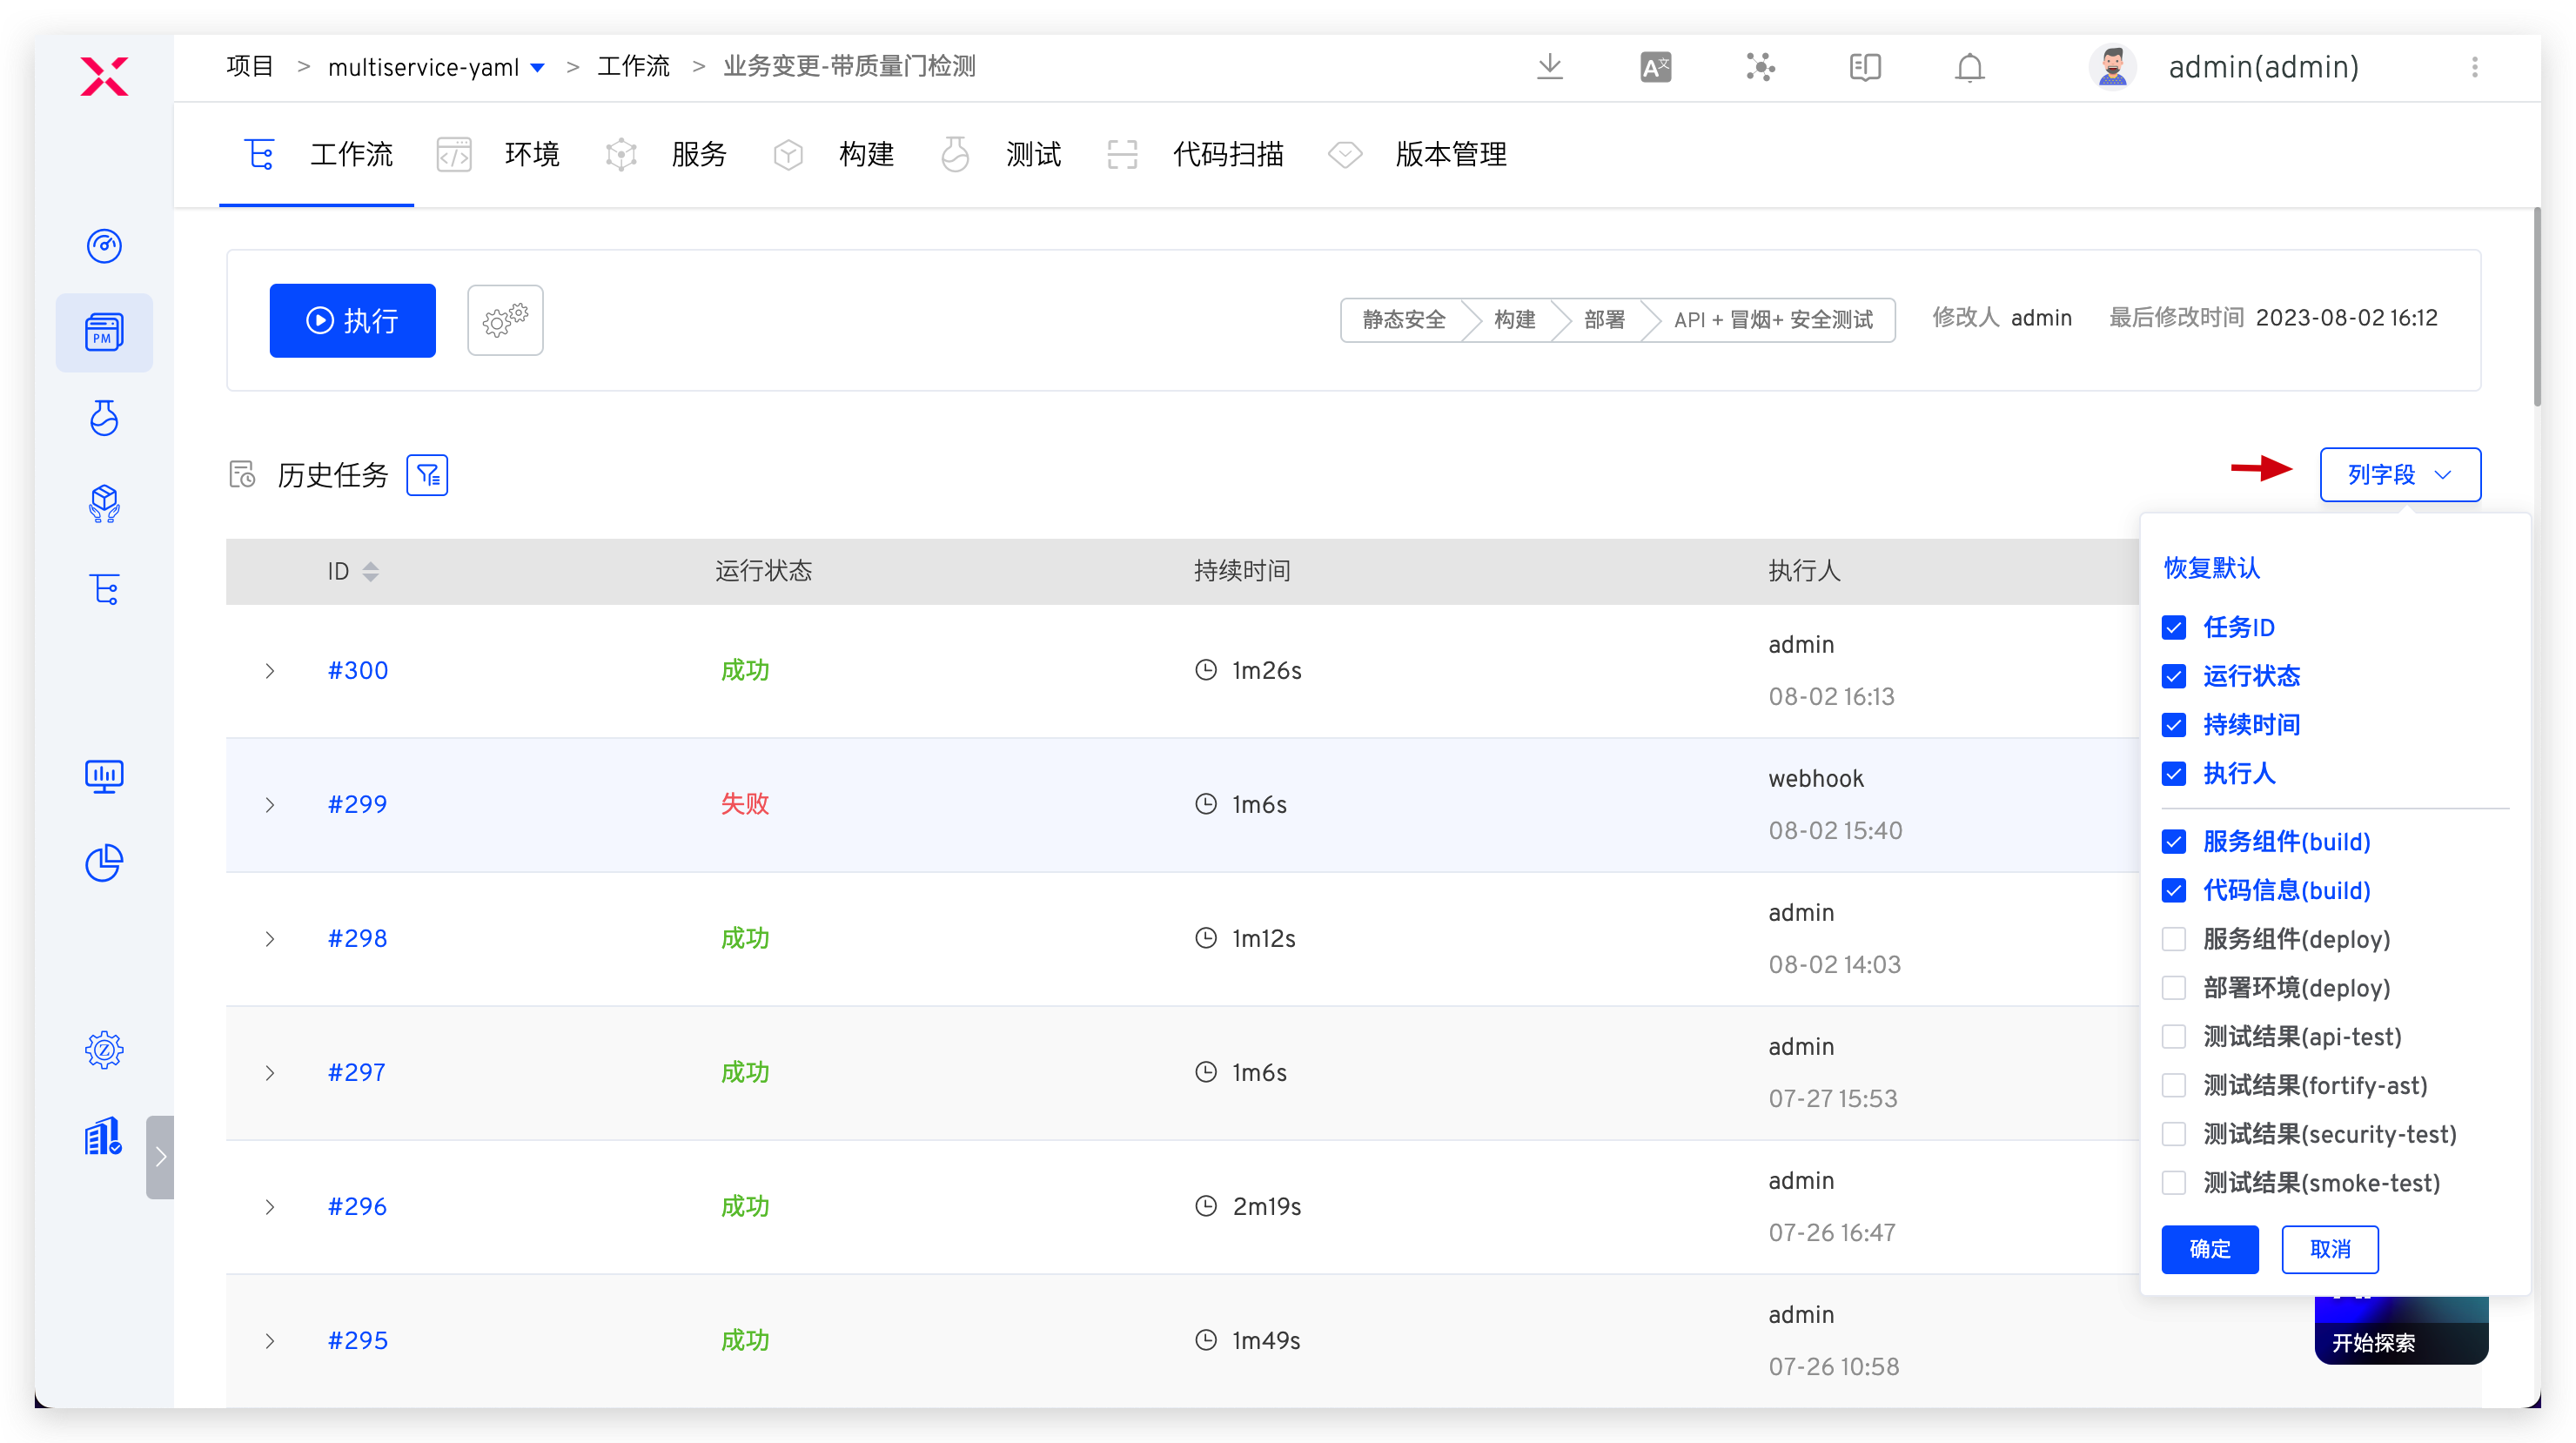 项目 > multiservice-yaml > 工作流 > 业务变更-带质量门检测
A文
admin(admin)
工作流 环境 服务 构建 测试 代码扫描 版本管理
PM
执行
静态安全 构建 部署 API + 冒烟+ 安全测试 修改人 admin 最后修改时间 2023-08-02 16:12
历史任务
列字段
ID 运行状态 持续时间 执行人
#300 成功 1m26s admin
08-02 16:13
#299 失败 1m6s webhook
08-02 15:40
#298 成功 1m12s admin
08-02 14:03
#297 成功 1m6s admin
07-27 15:53
#296 成功 2m19s admin
07-26 16:47
#295 成功 1m49s admin
07-26 10:58
恢复默认
任务ID
运行状态
持续时间
执行人
服务组件(build)
代码信息(build)
服务组件(deploy)
部署环境(deploy)
测试结果(api-test)
测试结果(fortify-ast)
测试结果(security-test)
测试结果(smoke-test)
确定 取消
开始探索